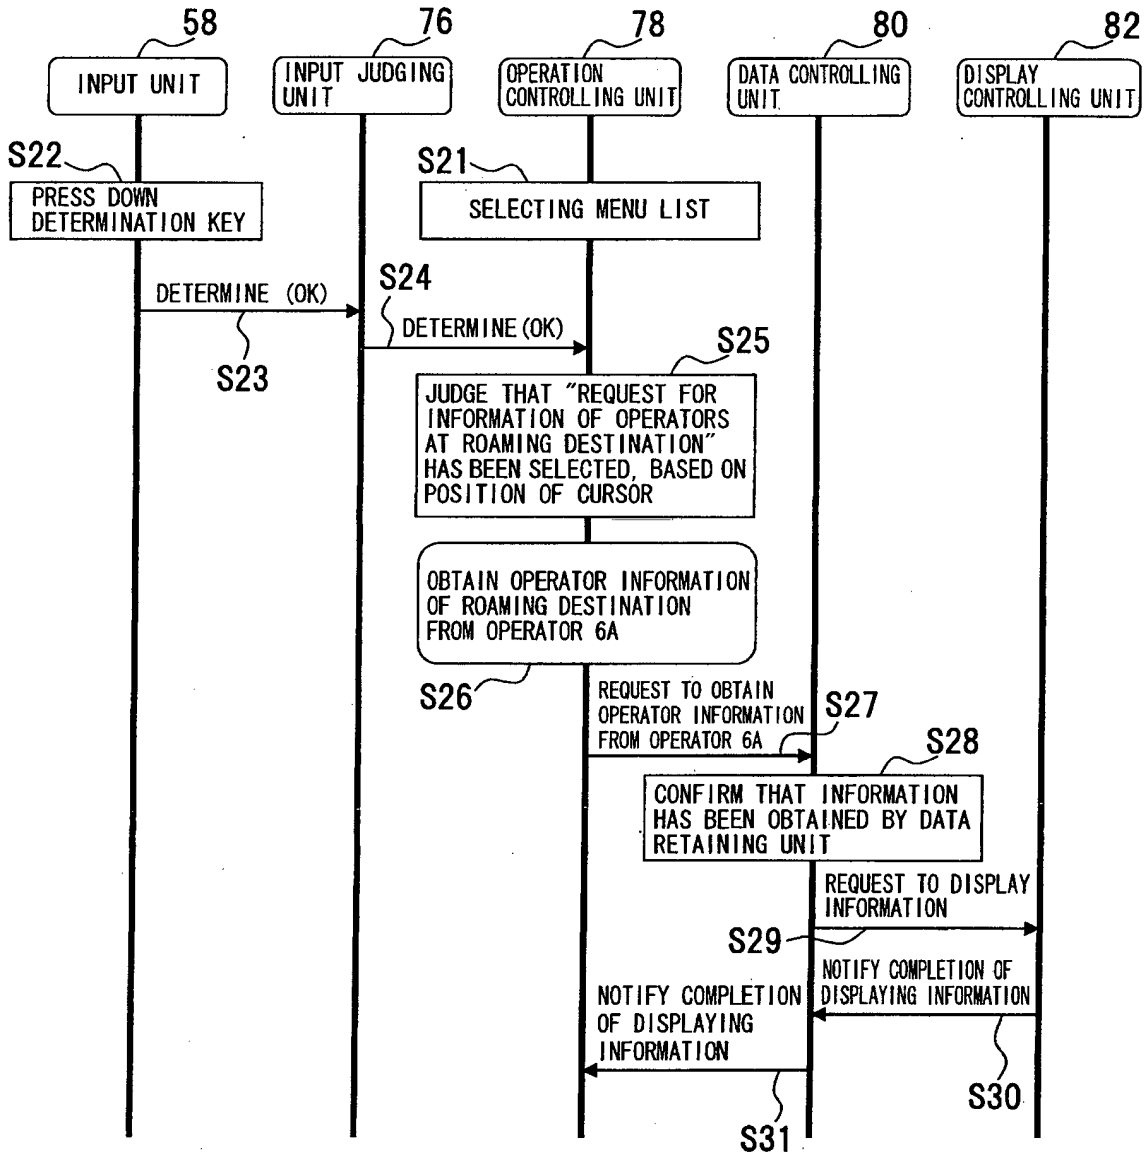 58
76
78
80
82
INPUT UNIT
INPUT JUDGING
UNIT
OPERATION
CONTROLLING UNIT
DATA CONTROLLING
UNIT
DISPLAY
CONTROLLING UNIT
S22
PRESS DOWN
DETERMINATION KEY
S21
SELECTING MENU LIST
DETERMINE (OK)
S23
S24
DETERMINE (OK)
S25
JUDGE THAT "REQUEST FOR
INFORMATION OF OPERATORS
AT ROAMING DESTINATION"
HAS BEEN SELECTED, BASED ON
POSITION OF CURSOR
OBTAIN OPERATOR INFORMATION
OF ROAMING DESTINATION
FROM OPERATOR 6A
S26
REQUEST TO OBTAIN
OPERATOR INFORMATION
FROM OPERATOR 6A
S27
S28
CONFIRM THAT INFORMATION
HAS BEEN OBTAINED BY DATA
RETAINING UNIT
REQUEST TO DISPLAY
INFORMATION
S29
NOTIFY COMPLETION OF
DISPLAYING INFORMATION
S30
NOTIFY COMPLETION
OF DISPLAYING
INFORMATION
S31